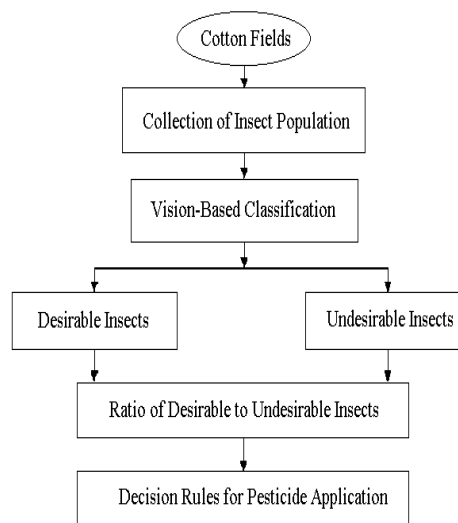 Cotton Fields
Collection of Insect Population
Vision-Based Classification
Desirable Insects
Undesirable Insects
Ratio of Desirable to Undesirable Insects
Decision Rules for Pesticide Application